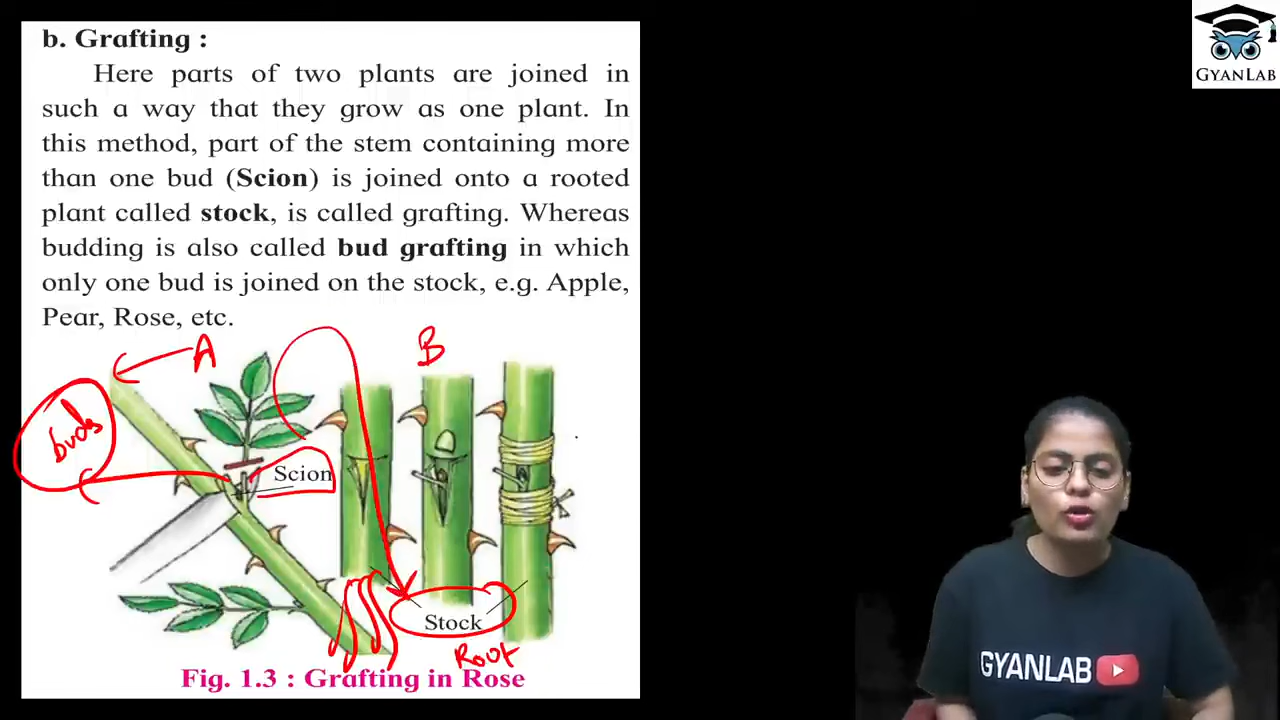 b. Grafting :
Here parts of two plants are joined in
such a way that they grow as one plant. In
this method, part of the stem containing more
than one bud (Scion) is joined onto a rooted
plant called stock, is called grafting. Whereas
budding is also called bud grafting in which
only one bud is joined on the stock, e.g. Apple,
Pear, Rose, etc.
A
B
buds
Scion
Stock
Root
Fig. 1.3 : Grafting in Rose
GYANLAB
GYANLAB